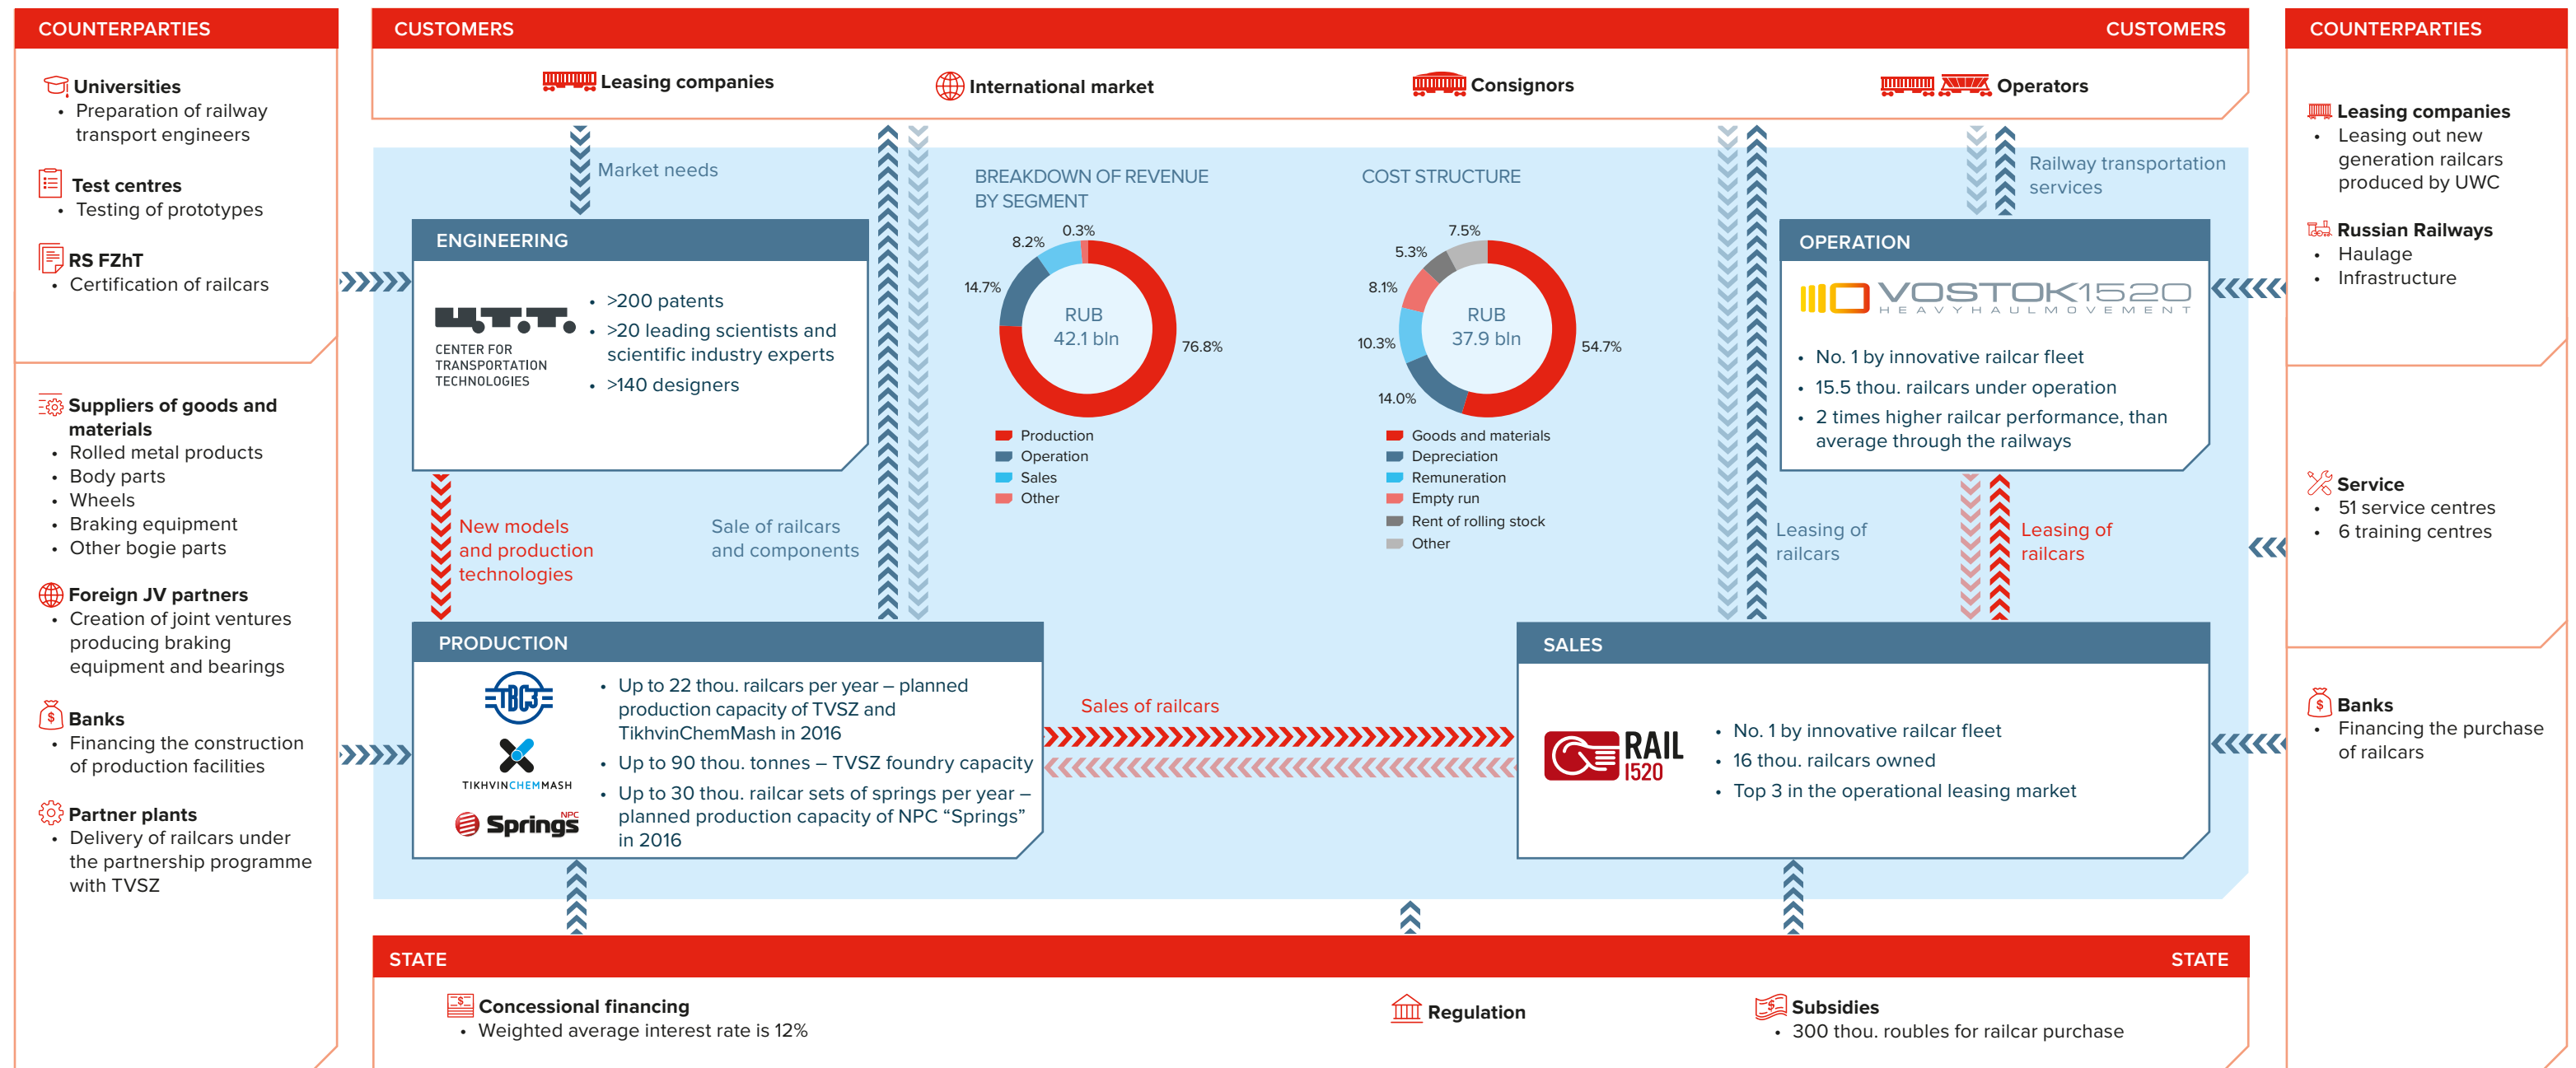 COUNTERPARTIES
Universities
• Preparation of railway
transport engineers
Test centres
• Testing of prototypes
RS FZhT
• Certification of railcars
Suppliers of goods and
materials
• Rolled metal products
• Body parts
• Wheels
• Braking equipment
• Other bogie parts
Foreign JV partners
• Creation of joint ventures
producing braking
equipment and bearings
Banks
• Financing the construction
of production facilities
Partner plants
• Delivery of railcars under
the partnership programme
with TVSZ
CUSTOMERS
CUSTOMERS
Leasing companies
International market
Consignors
Operators
Market needs
ENGINEERING
CENTER FOR
TRANSPORTATION
TECHNOLOGIES
• >200 patents
• >20 leading scientists and
scientific industry experts
• >140 designers
New models
and production
technologies
Sale of railcars
and components
BREAKDOWN OF REVENUE
BY SEGMENT
0.3%
8.2%
14.7%
RUB
42.1 bln
76.8%
Production
Operation
Sales
Other
COST STRUCTURE
7.5%
5.3%
8.1%
10.3%
14.0%
RUB
37.9 bln
54.7%
Goods and materials
Depreciation
Remuneration
Empty run
Rent of rolling stock
Other
Railway transportation
services
OPERATION
VOSTOK1520
HEAVYHAULMOVEMENT
• No. 1 by innovative railcar fleet
• 15.5 thou. railcars under operation
• 2 times higher railcar performance, than
average through the railways
Leasing of
railcars
Leasing of
railcars
PRODUCTION
ТВСЗ
TIKHVINCHEMMASH
NPC
Springs
• Up to 22 thou. railcars per year – planned
production capacity of TVSZ and
TikhvinChemMash in 2016
• Up to 90 thou. tonnes – TVSZ foundry capacity
• Up to 30 thou. railcar sets of springs per year –
planned production capacity of NPC “Springs”
in 2016
Sales of railcars
SALES
RAIL
1520
• No. 1 by innovative railcar fleet
• 16 thou. railcars owned
• Top 3 in the operational leasing market
STATE
STATE
Concessional financing
• Weighted average interest rate is 12%
Regulation
Subsidies
• 300 thou. roubles for railcar purchase
COUNTERPARTIES
Leasing companies
• Leasing out new
generation railcars
produced by UWC
Russian Railways
• Haulage
• Infrastructure
Service
• 51 service centres
• 6 training centres
Banks
• Financing the purchase
of railcars